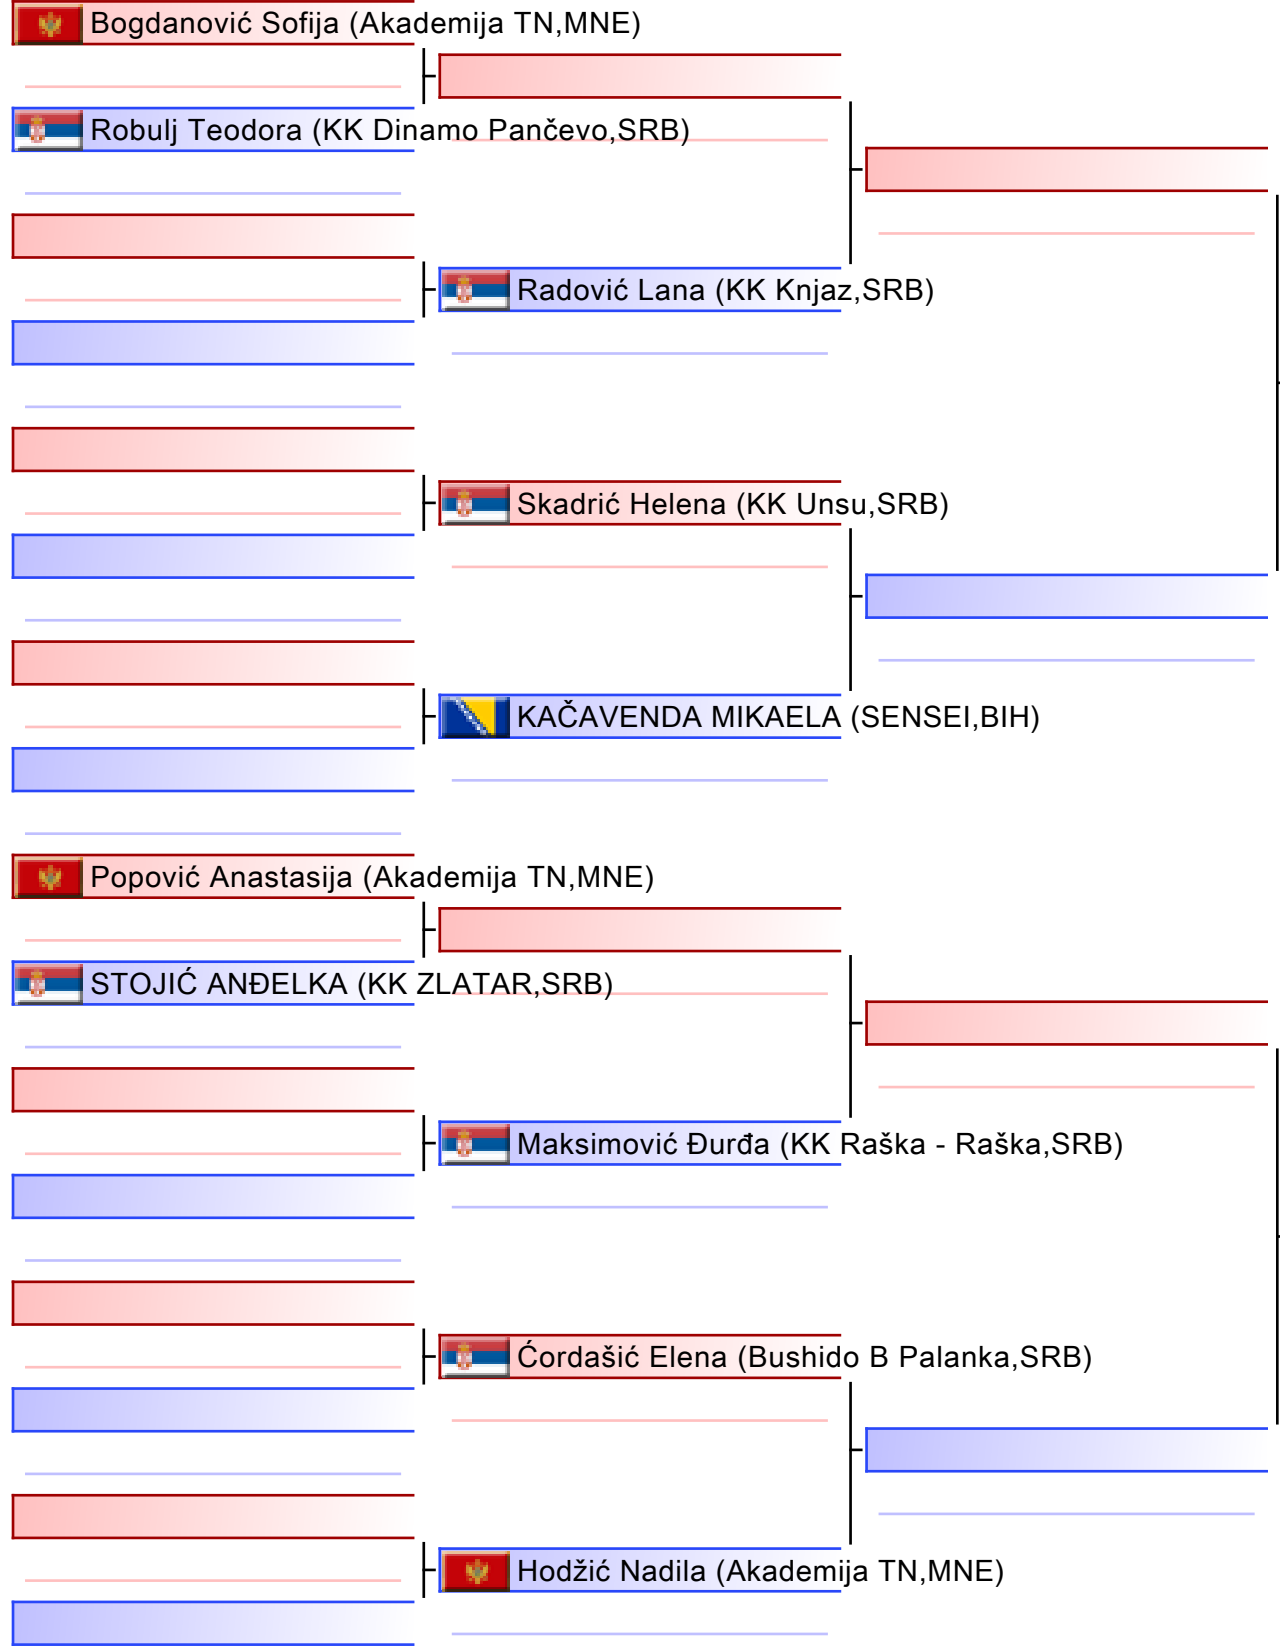 Bogdanović Sofija (Akademija TN,MNE)
Robulj Teodora (KK Dinamo Pančevo,SRB)
Radović Lana (KK Knjaz,SRB)
Skadrić Helena (KK Unsu,SRB)
KAČAVENDA MIKAELA (SENSEI,BIH)
Popović Anastasija (Akademija TN,MNE)
STOJIĆ ANĐELKA (KK ZLATAR,SRB)
Maksimović Đurđa (KK Raška - Raška,SRB)
Ćordašić Elena (Bushido B Palanka,SRB)
Hodžić Nadila (Akademija TN,MNE)